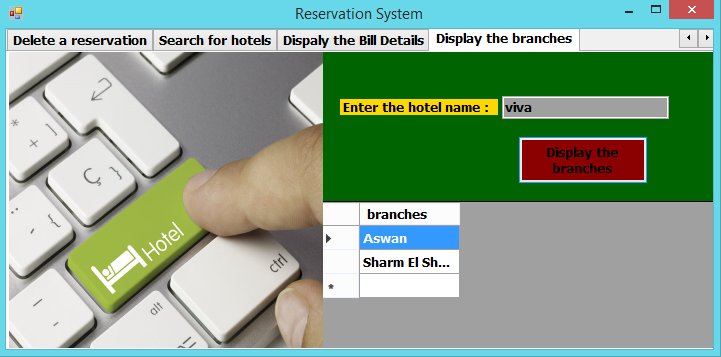 Reservation System
Delete a reservation
Search for hotels
Dispaly the Bill Details
Display the branches
Enter the hotel name :
viva
Display the
branches
branches
Aswan
Sharm El Sh...
*
Hotel
ctrl
alt
Ç